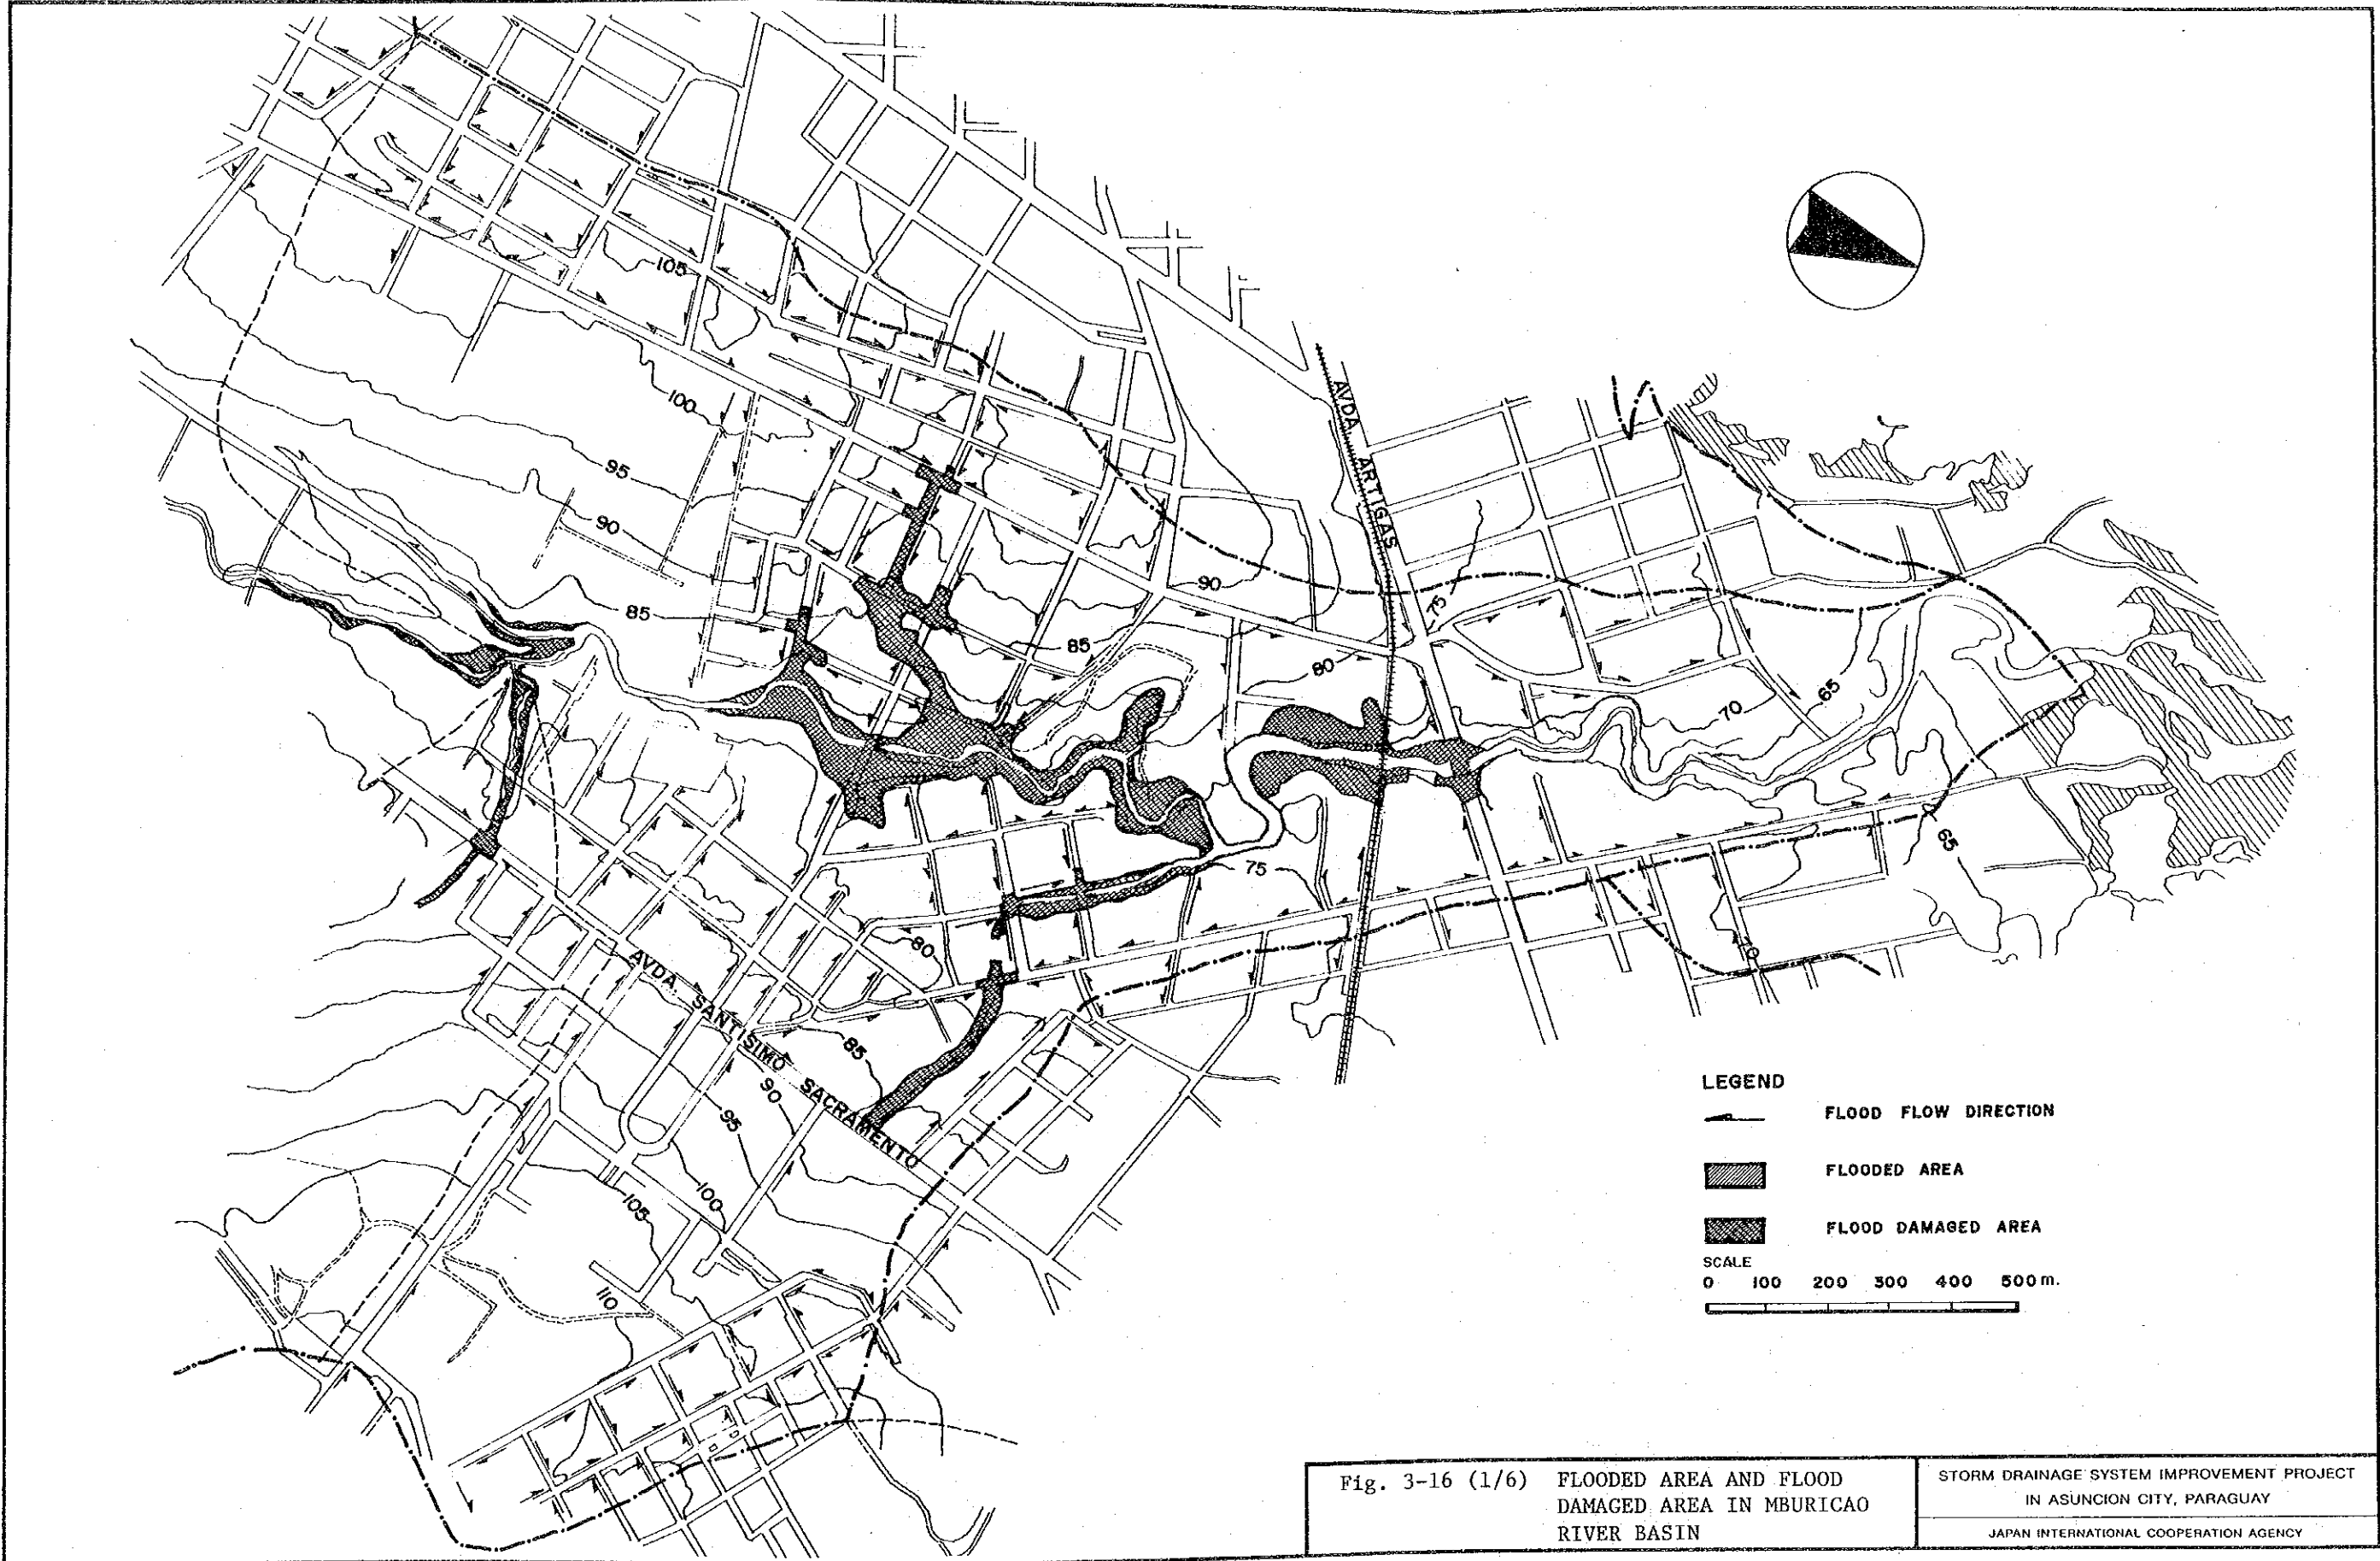 105
100
95
90
85
AVDA. ARTIGAS
90
85
80
75
70
65
75
80
65
70
AVDA. SANTISIMO SACRAMENTO
85
90
95
100
105
110
LEGEND
FLOOD FLOW DIRECTION
FLOODED AREA
FLOOD DAMAGED AREA
SCALE
0 100 200 300 400 500m.
Fig. 3-16 (1/6) FLOODED AREA AND FLOOD
DAMAGED AREA IN MBURICAO
RIVER BASIN
STORM DRAINAGE SYSTEM IMPROVEMENT PROJECT
IN ASUNCION CITY, PARAGUAY
JAPAN INTERNATIONAL COOPERATION AGENCY